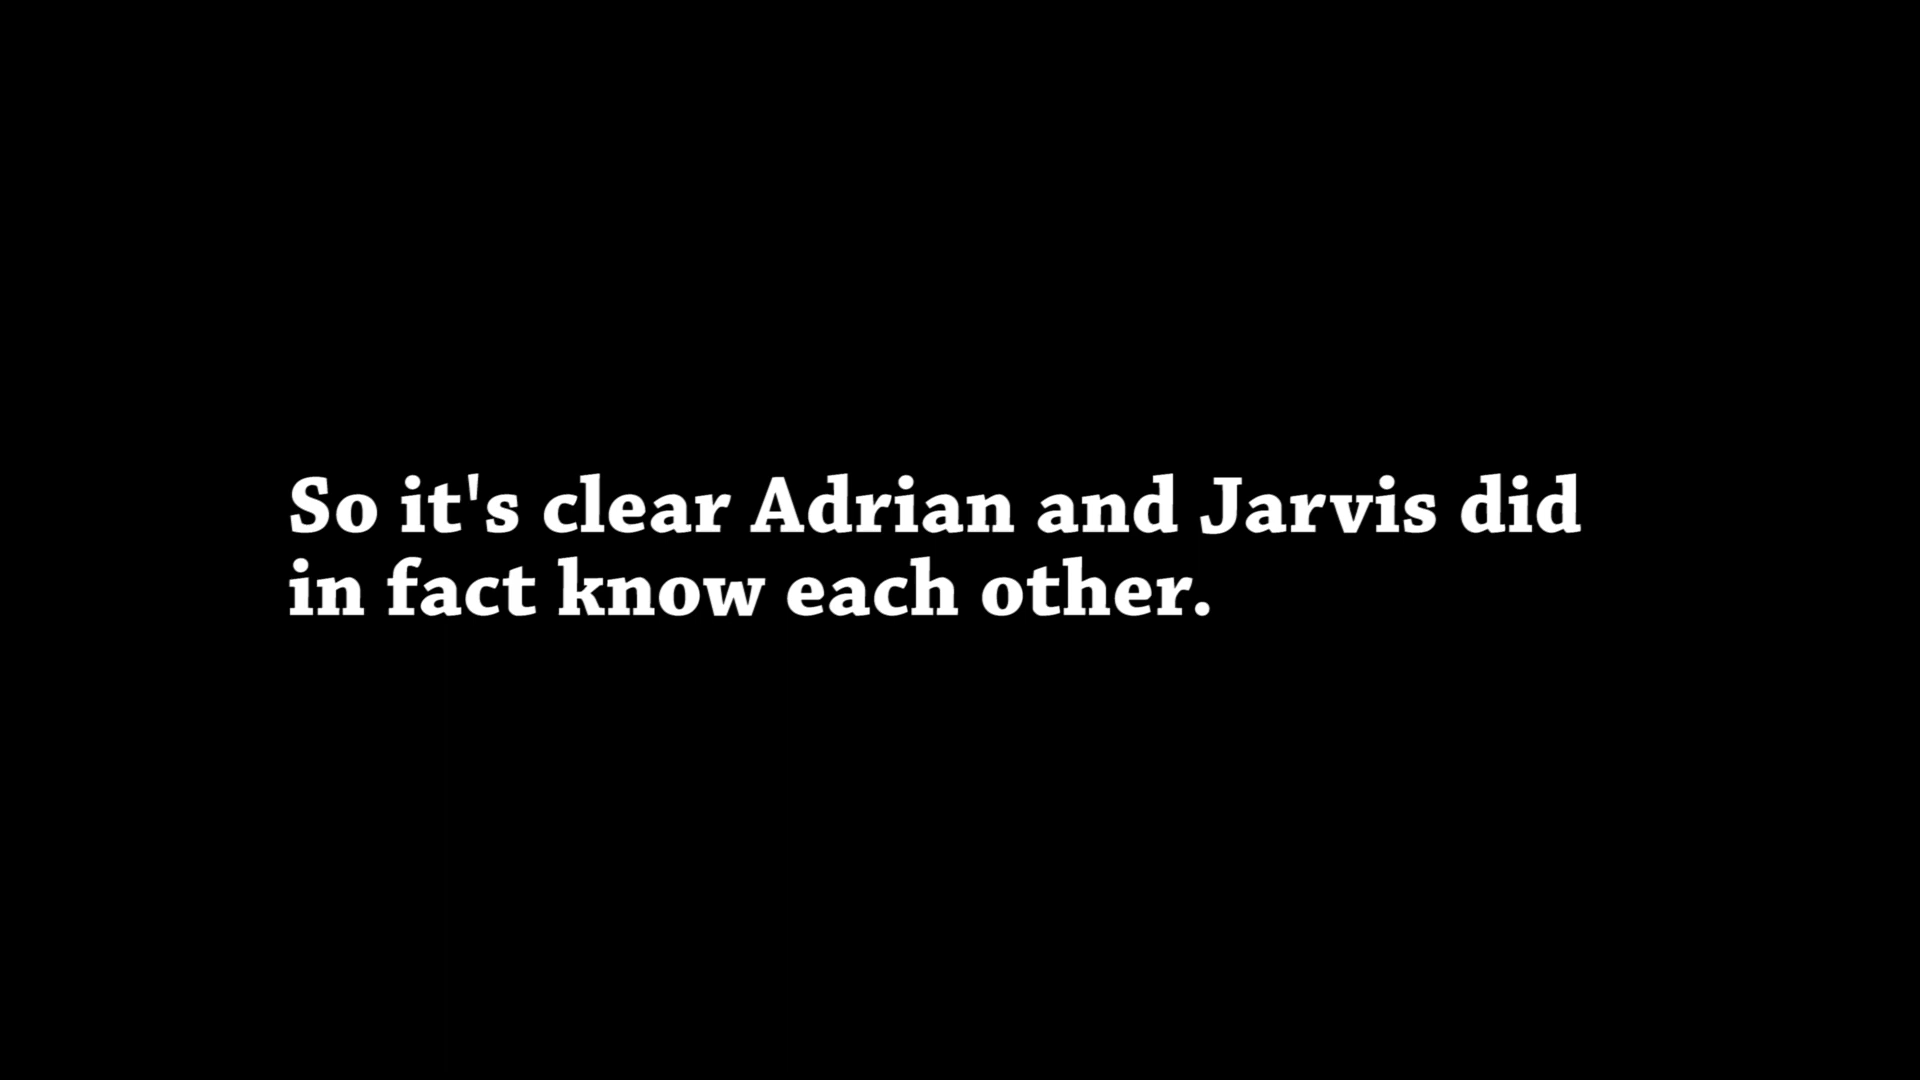 So it's clear Adrian and Jarvis did
in fact know each other.